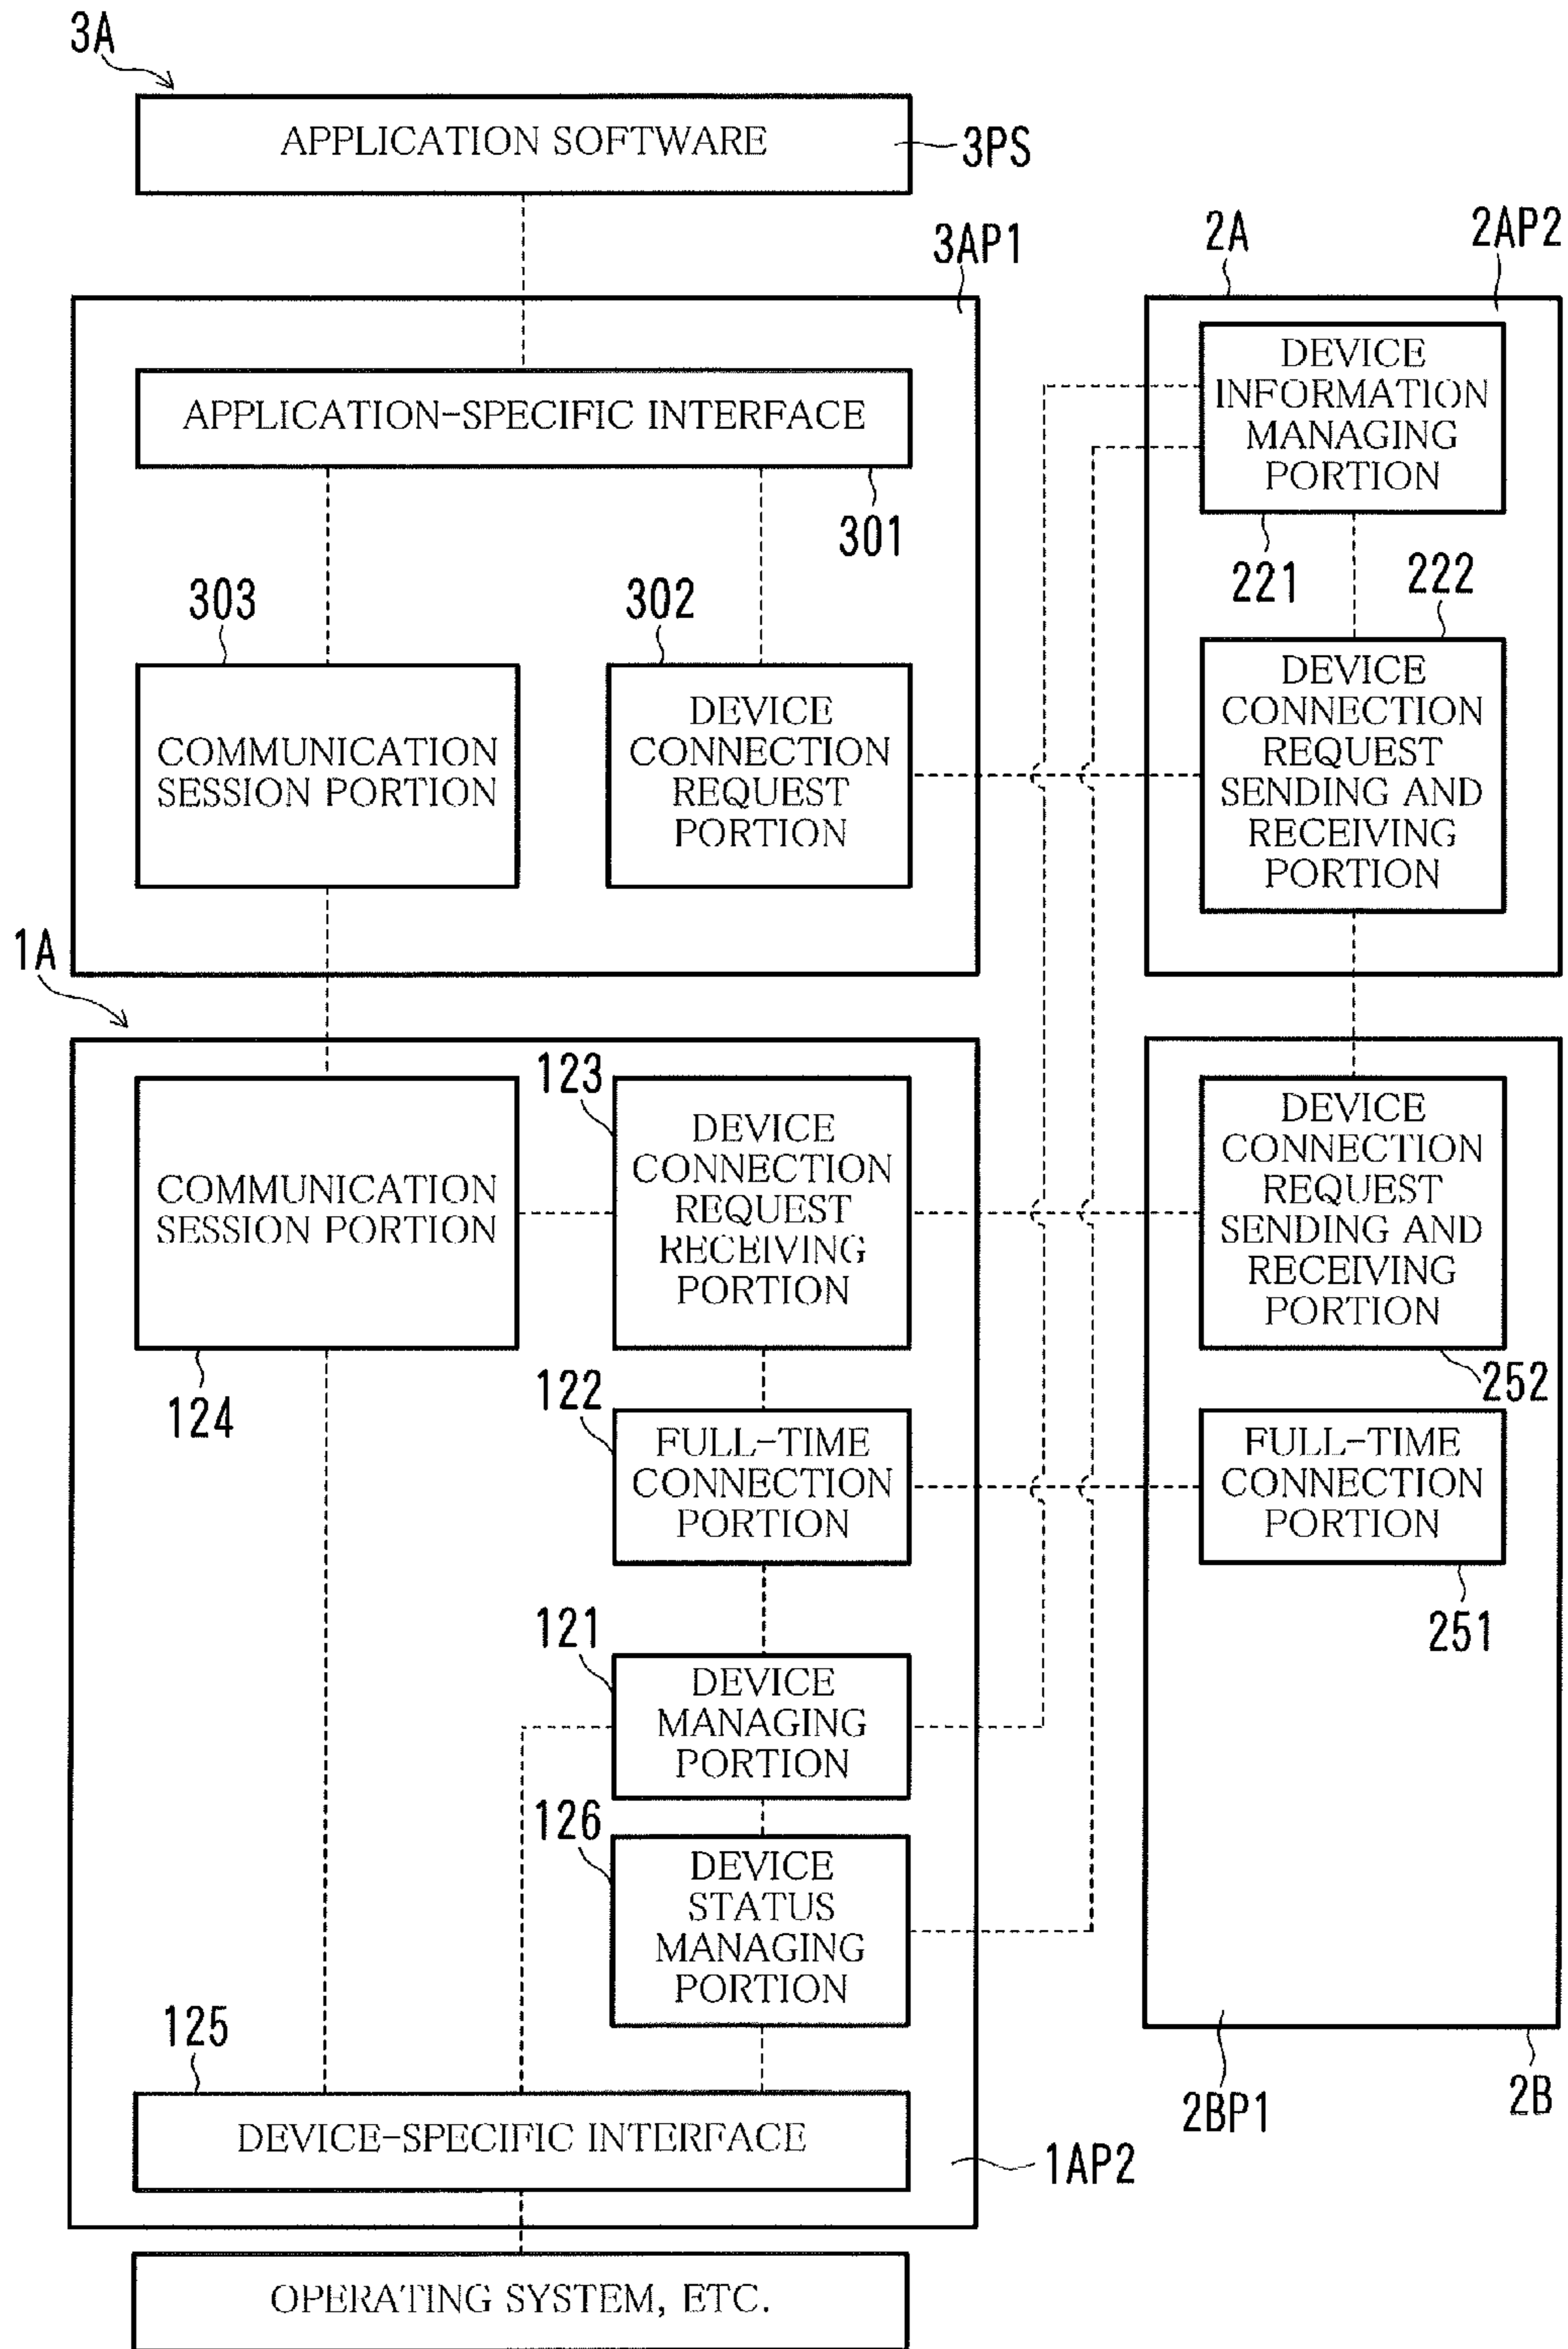 3A
APPLICATION SOFTWARE
3PS
3AP1
2A
2AP2
APPLICATION-SPECIFIC INTERFACE
301
DEVICE
INFORMATION
MANAGING
PORTION
221
222
303
302
COMMUNICATION
SESSION PORTION
DEVICE
CONNECTION
REQUEST
PORTION
DEVICE
CONNECTION
REQUEST
SENDING AND
RECEIVING
PORTION
1A
123
COMMUNICATION
SESSION PORTION
124
DEVICE
CONNECTION
REQUEST
RECEIVING
PORTION
DEVICE
CONNECTION
REQUEST
SENDING AND
RECEIVING
PORTION
252
122
FULL-TIME
CONNECTION
PORTION
FULL-TIME
CONNECTION
PORTION
251
121
DEVICE
MANAGING
PORTION
126
DEVICE
STATUS
MANAGING
PORTION
125
DEVICE-SPECIFIC INTERFACE
1AP2
2BP1
2B
OPERATING SYSTEM, ETC.